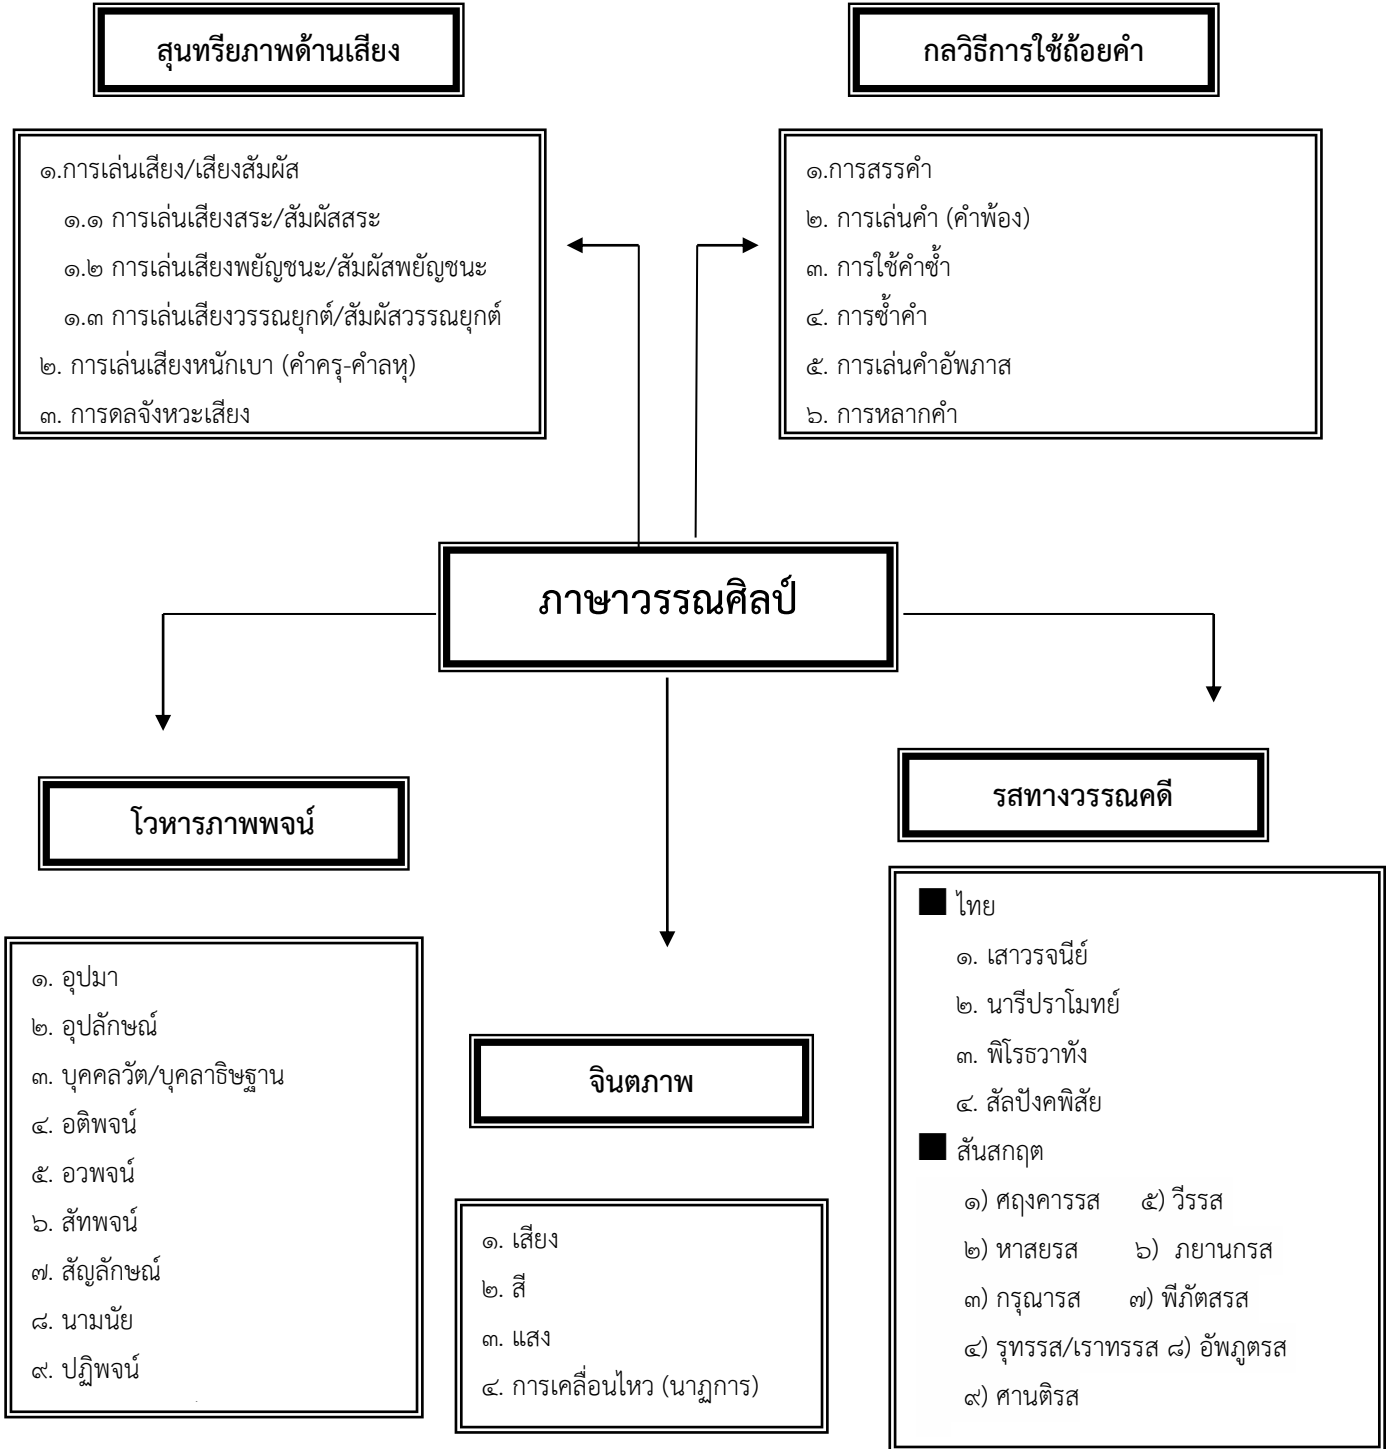 สุนทรียภาพด้านเสียง
๑.การเล่นเสียง/เสียงสัมผัส
๑.๑ การเล่นเสียงสระ/สัมผัสสระ
๑.๒ การเล่นเสียงพยัญชนะ/สัมผัสพยัญชนะ
๑.๓ การเล่นเสียงวรรณยุกต์/สัมผัสวรรณยุกต์
๒. การเล่นเสียงหนักเบา (คำครุ-คำลหุ)
๓. การดลจังหวะเสียง
กลวิธีการใช้ถ้อยคำ
๑.การสรรคำ
๒. การเล่นคำ (คำพ้อง)
๓. การใช้คำซ้ำ
๔. การซ้ำคำ
๕. การเล่นคำอัพภาส
๖. การหลากคำ
ภาษาวรรณศิลป์
โวหารภาพพจน์
๑. อุปมา
๒. อุปลักษณ์
๓. บุคคลวัต/บุคลาธิษฐาน
๔. อติพจน์
๕. อวพจน์
๖. สัทพจน์
๗. สัญลักษณ์
๘. นามนัย
๙. ปฏิพจน์
จินตภาพ
๑. เสียง
๒. สี
๓. แสง
๔. การเคลื่อนไหว (นาฏการ)
รสทางวรรณคดี
ไทย
๑. เสาวรจนีย์
๒. นารีปราโมทย์
๓. พิโรธวาทัง
๔. สัลปังคพิสัย
สันสกฤต
๑) ศฤงคารรส ๕) วีรรส
๒) หาสยรส ๖) ภยานกรส
๓) กรุณารส ๗) พีภัตสรส
๔) รุทรรส/เราทรรส ๘) อัพภูตรส
๙) ศานติรส